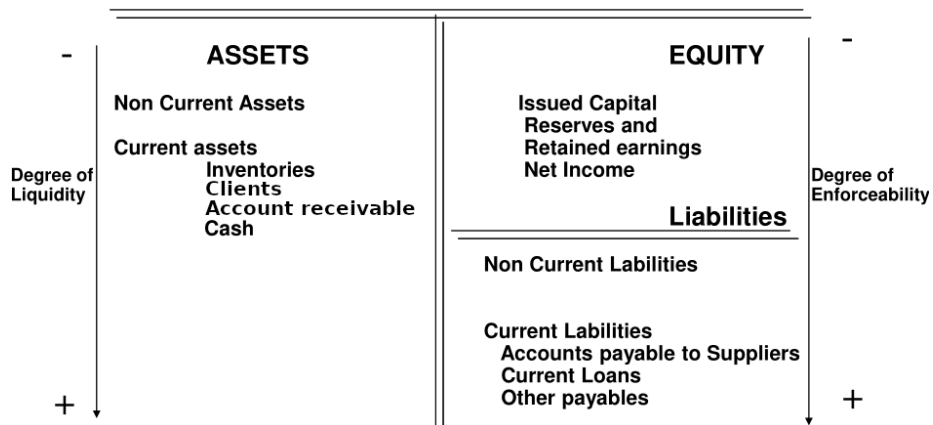 -
ASSETS
Non Current Assets
Current assets
Inventories
Clients
Account receivable
Cash
Degree of
Liquidity
+
-
EQUITY
Issued Capital
Reserves and
Retained earnings
Net Income
Liabilities
Non Current Labilities
Current Labilities
Accounts payable to Suppliers
Current Loans
Other payables
Degree of
Enforceability
+